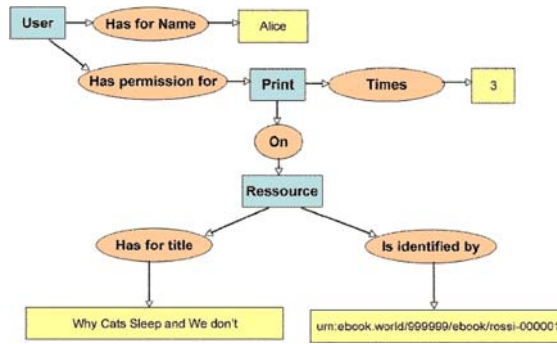 User
Has for Name
Alice
Has permission for
Print
Times
3
On
Ressource
Has for title
Is identified by
Why Cats Sleep and We don't
urn:ebook.world/999999/ebook/rossi-000001